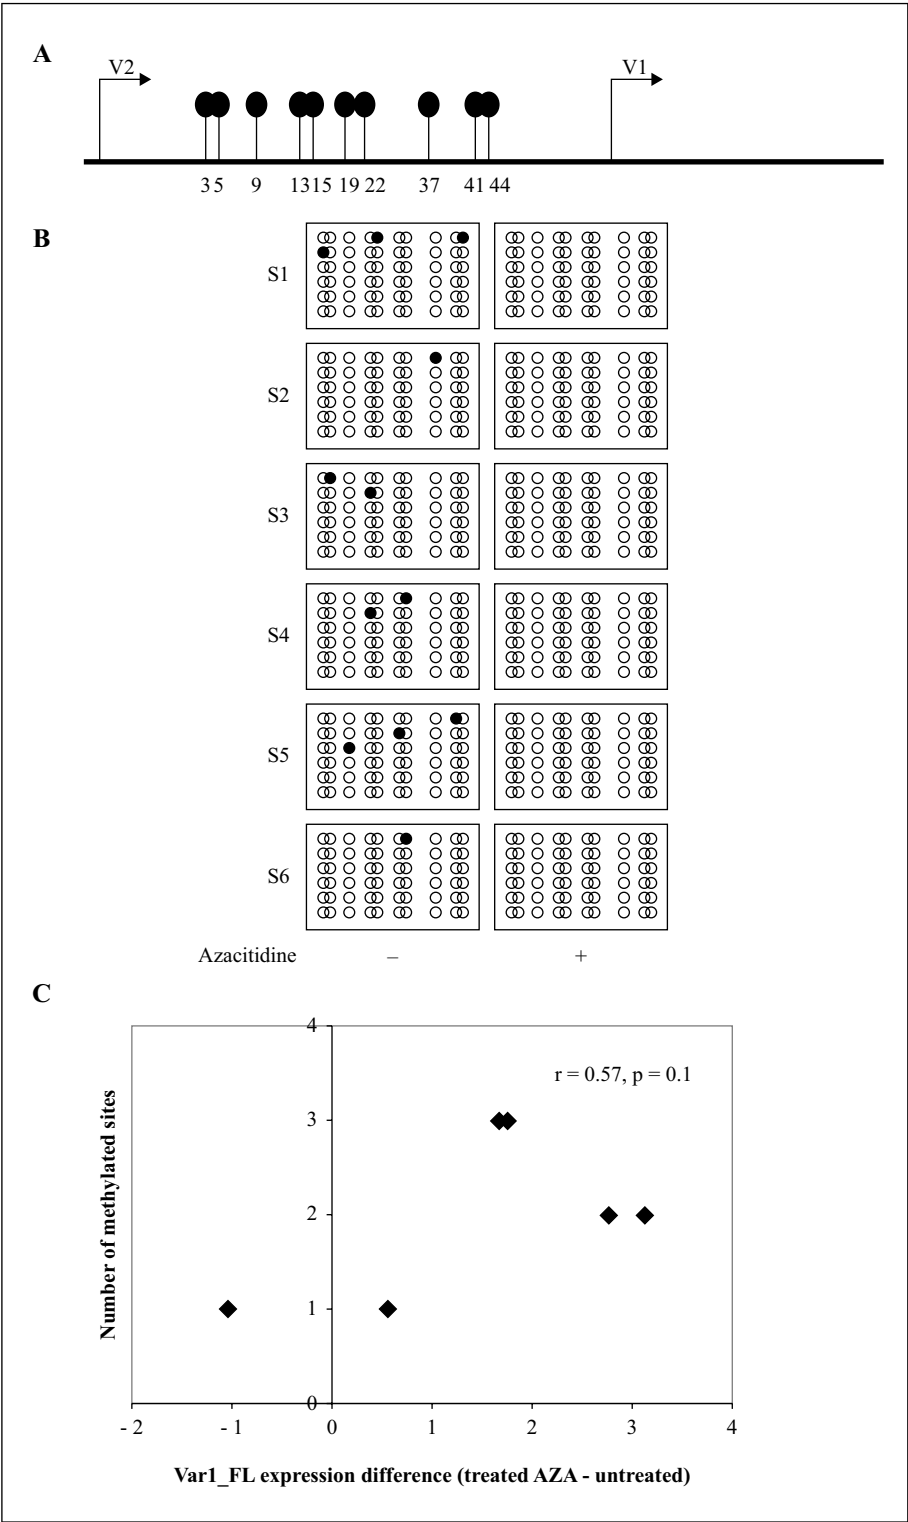 A
V2 V1
3 5 9 13 15 19 22 37 41 44
B
S1
S2
S3
S4
S5
S6
Azacitidine – +
C
4
r = 0.57, p = 0.1
3
2
1
0
Number of methylated sites
- 2 - 1 0 1 2 3 4
Var1_FL expression difference (treated AZA - untreated)